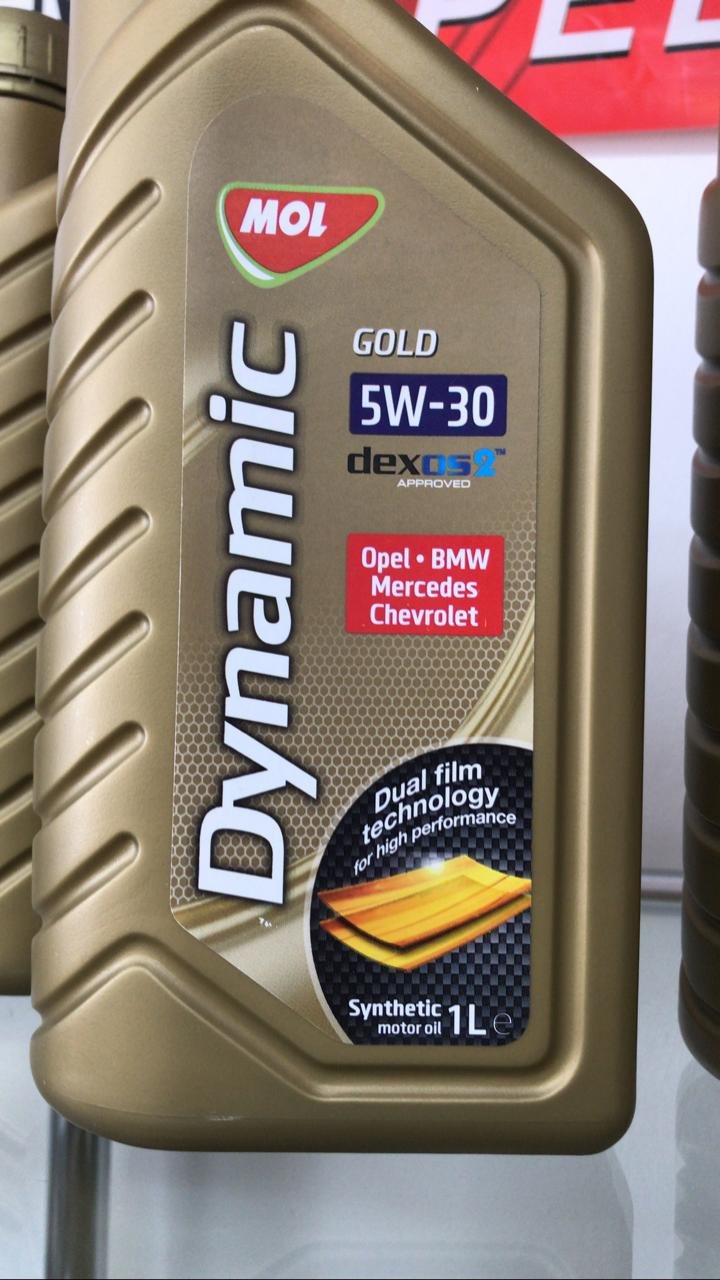 MOL
Dynamic
GOLD
5W-30
dexos2™
APPROVED
Opel • BMW
Mercedes
Chevrolet
Dual film
technology
for high performance
Synthetic
motor oil 1L e